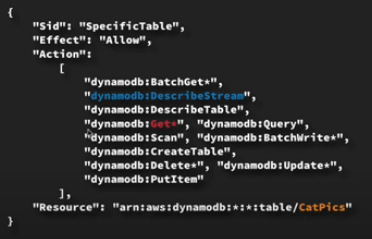 {
"Sid": "SpecificTable",
"Effect": "Allow",
"Action":
[
"dynamodb:BatchGet*",
"dynamodb:DescribeStream",
"dynamodb:DescribeTable",
"dynamodb:Get*", "dynamodb:Query",
"dynamodb:Scan", "dynamodb:BatchWrite*",
"dynamodb:CreateTable",
"dynamodb:Delete*", "dynamodb:Update*",
"dynamodb:PutItem"
],
"Resource": "arn:aws:dynamodb:*:*:table/CatPics"
}